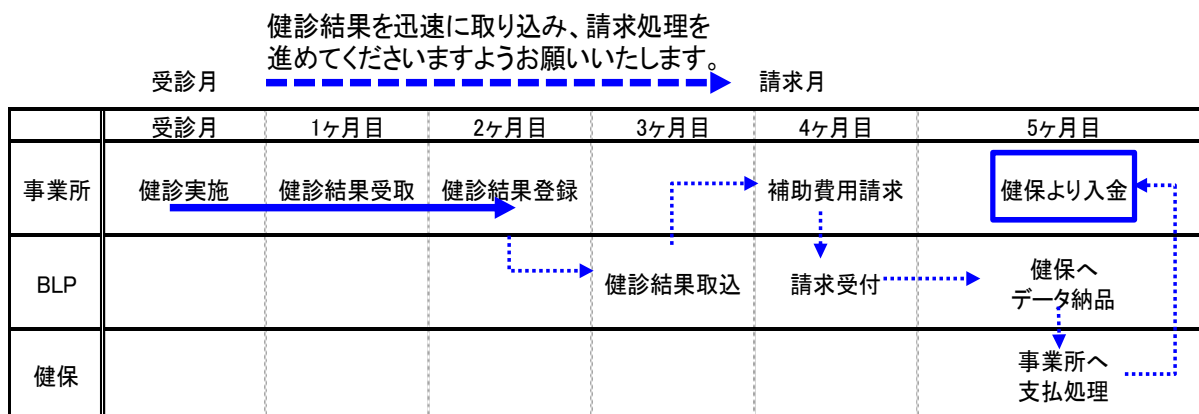 健診結果を迅速に取り込み、請求処理を
進めてくださいますようお願いいたします。
受診月 請求月
受診月 1ヶ月目 2ヶ月目 3ヶ月目 4ヶ月目 5ヶ月目
事業所 健診実施 健診結果受取 健診結果登録 補助費用請求 健保より入金
BLP 健診結果取込 請求受付 健保へ
データ納品
健保 事業所へ
支払処理